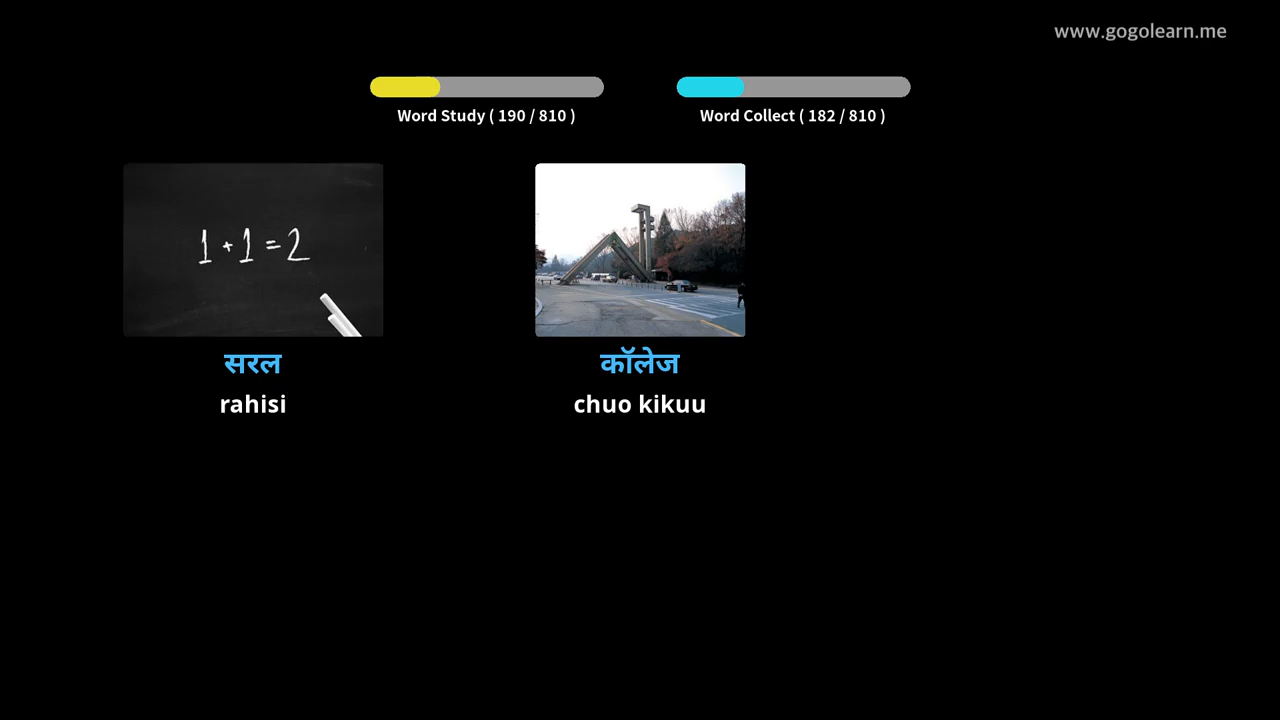 www.gogolearn.me
Word Study ( 190 / 810 )
Word Collect ( 182 / 810 )
1 + 1 = 2
सरल
rahisi
कॉलेज
chuo kikuu